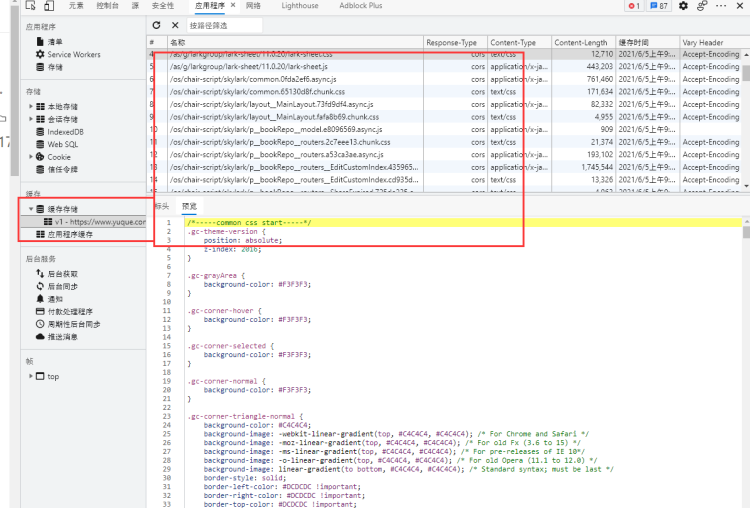 元素 控制台 源 安全性 应用程序 网络 Lighthouse Adblock Plus 1 87
应用程序
清单
Service Workers
存储
存储
本地存储
会话存储
IndexedDB
Web SQL
Cookie
信任令牌
缓存
缓存存储
v1 - https://www.yuque.com
应用程序缓存
后台服务
后台获取
后台同步
通知
付款处理程序
周期性后台同步
推送消息
帧
top
按路径筛选
# 名称 Response-Type Content-Type Content-Length 缓存时间 Vary Header
4 /as/g/larkgroup/lark-sheet/11.0.20/lark-sheet.css cors text/css 12,710 2021/6/5上午9:... Accept-Encoding
5 /as/g/larkgroup/lark-sheet/11.0.20/lark-sheet.js cors application/x-ja... 443,203 2021/6/5上午9:... Accept-Encoding
6 /os/chair-script/skylark/common.0fda2ef6.async.js cors application/x-ja... 761,460 2021/6/5上午9:... Accept-Encoding
7 /os/chair-script/skylark/common.65130d8f.chunk.css cors text/css 171,634 2021/6/5上午9:... Accept-Encoding
8 /os/chair-script/skylark/layout__MainLayout.73fd9df4.async.js cors application/x-ja... 82,332 2021/6/5上午9:... Accept-Encoding
9 /os/chair-script/skylark/layout__MainLayout.fafa8b69.chunk.css cors text/css 4,955 2021/6/5上午9:... Accept-Encoding
10 /os/chair-script/skylark/p__bookRepo__model.e8096569.async.js cors application/x-ja... 909 2021/6/5上午9:... Accept-Encoding
11 /os/chair-script/skylark/p__bookRepo__routers.2c7eee13.chunk.css cors text/css 21,374 2021/6/5上午9:... Accept-Encoding
12 /os/chair-script/skylark/p__bookRepo__routers.a53ca3ae.async.js cors application/x-ja... 193,102 2021/6/5上午9:... Accept-Encoding
13 /os/chair-script/skylark/p__bookRepo__routers__EditCustomIndex.435965... cors application/x-ja... 1,745,544 2021/6/5上午9:... Accept-Encoding
14 /os/chair-script/skylark/p__bookRepo__routers__EditCustomIndex.cd935d... cors text/css 13,326 2021/6/5上午9:... Accept-Encoding
标头 预览
1 /*-----common css start-----*/
2 .gc-theme-version {
3 position: absolute;
4 z-index: 2016;
5 }
6
7 .gc-grayArea {
8 background-color: #F3F3F3;
9 }
10
11 .gc-corner-hover {
12 background-color: #F3F3F3;
13 }
14
15 .gc-corner-selected {
16 background-color: #F3F3F3;
17 }
18
19 .gc-corner-normal {
20 background-color: #F3F3F3;
21 }
22
23 .gc-corner-triangle-normal {
24 background-color: #C4C4C4;
25 background-image: -webkit-linear-gradient(top, #C4C4C4, #C4C4C4); /* For Chrome and Safari */
26 background-image: -moz-linear-gradient(top, #C4C4C4, #C4C4C4); /* For old Fx (3.6 to 15) */
27 background-image: -ms-linear-gradient(top, #C4C4C4, #C4C4C4); /* For pre-releases of IE 10*/
28 background-image: -o-linear-gradient(top, #C4C4C4, #C4C4C4); /* For old Opera (11.1 to 12.0) */
29 background-image: linear-gradient(to bottom, #C4C4C4, #C4C4C4); /* Standard syntax; must be last */
30 border-style: solid;
31 border-left-color: #DCDCDC !important;
32 border-right-color: #DCDCDC !important;
33 border-top-color: #DCDCDC !important;